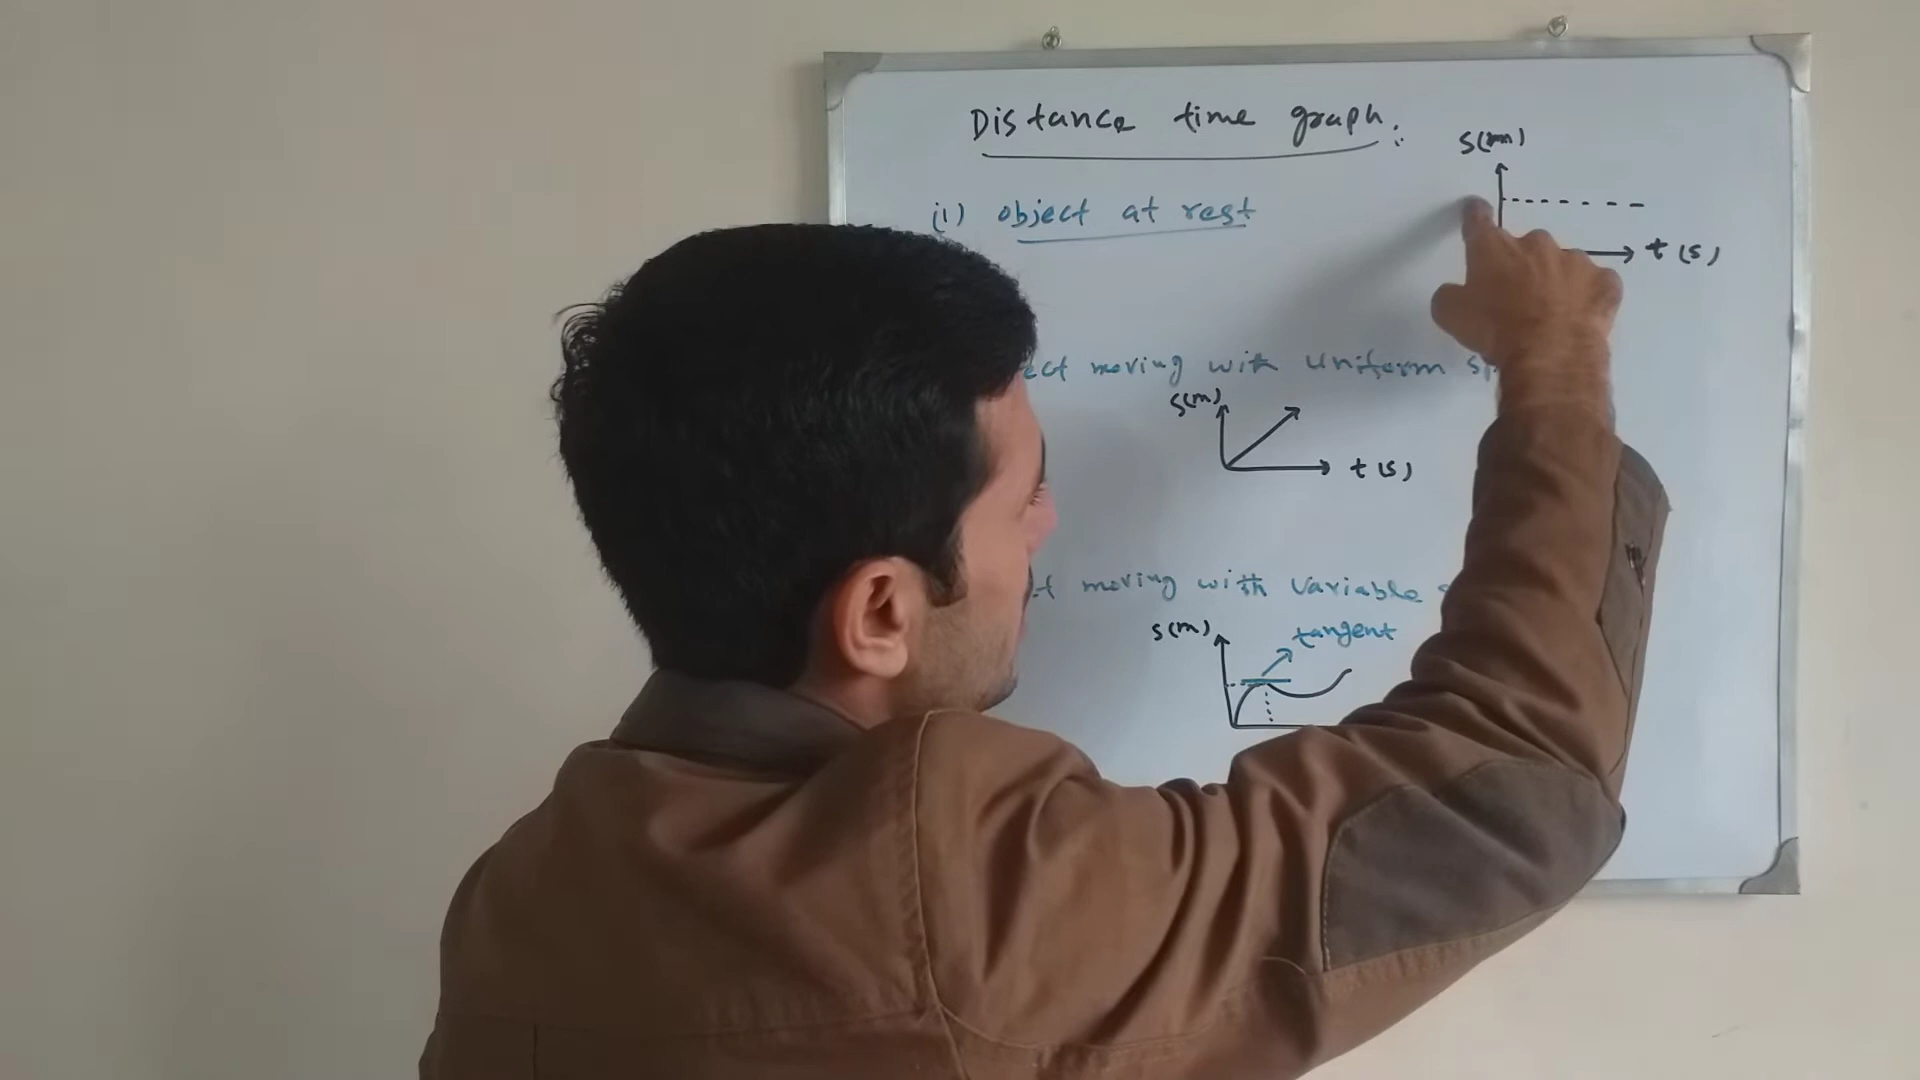 Distance time graph:
S(m)
(i) object at rest
t(s)
moving with uniform
S(m)
t(s)
moving with variable
S(m)
tangent